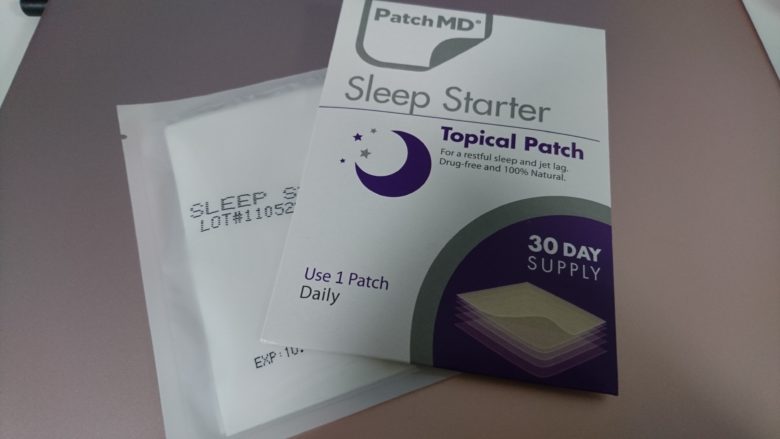 PatchMD®
Sleep Starter
Topical Patch
For a restful sleep and jet lag.
Drug-free and 100% Natural.
30 DAY
SUPPLY
Use 1 Patch
Daily
SLEEP
LOT#11052
EXP:10.